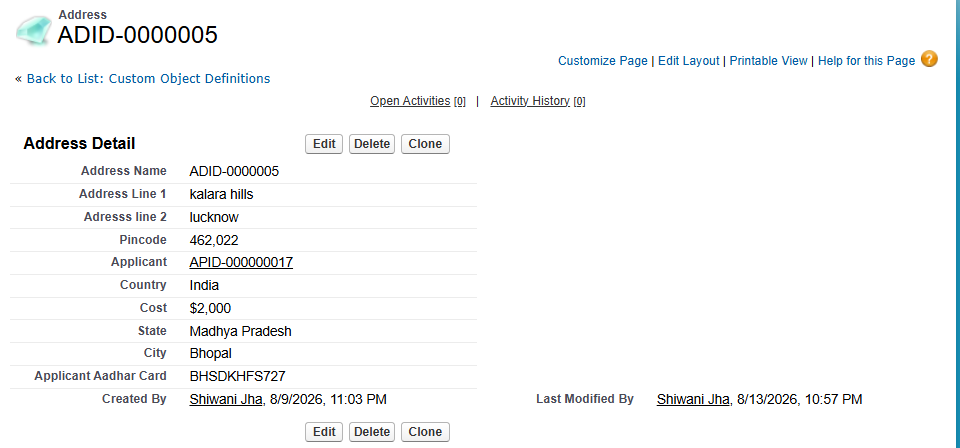 Address
ADID-0000005
Customize Page | Edit Layout | Printable View | Help for this Page ?
« Back to List: Custom Object Definitions
Open Activities [0] | Activity History [0]
Address Detail Edit Delete Clone
Address Name ADID-0000005
Address Line 1 kalara hills
Adresss line 2 lucknow
Pincode 462,022
Applicant APID-000000017
Country India
Cost $2,000
State Madhya Pradesh
City Bhopal
Applicant Aadhar Card BHSDKHFS727
Created By Shiwani Jha, 8/9/2026, 11:03 PM Last Modified By Shiwani Jha, 8/13/2026, 10:57 PM
Edit Delete Clone